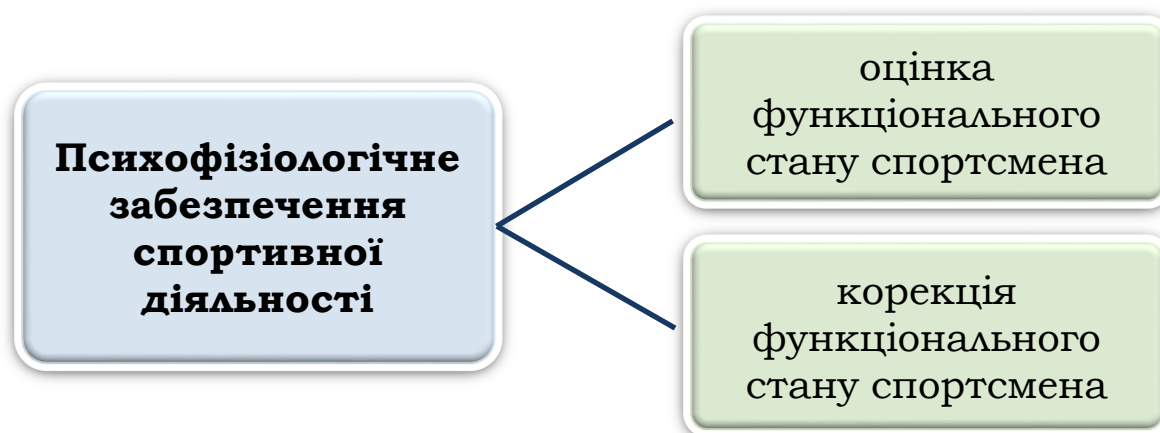 Психофізіологічне
забезпечення
спортивної
діяльності
оцінка
функціонального
стану спортсмена
корекція
функціонального
стану спортсмена